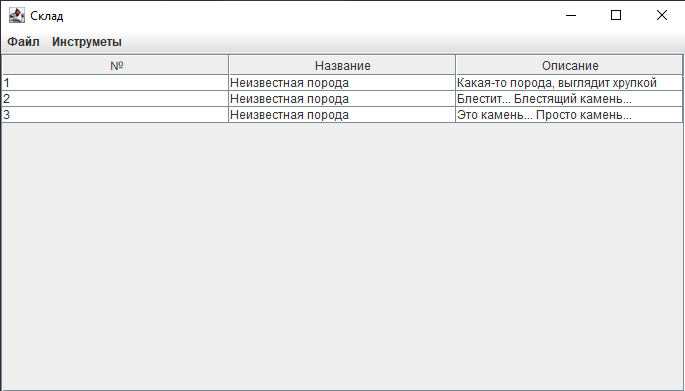 Склад
Файл Инструметы
№ Название Описание
1 Неизвестная порода Какая-то порода, выглядит хрупкой
2 Неизвестная порода Блестит... Блестящий камень...
3 Неизвестная порода Это камень... Просто камень...